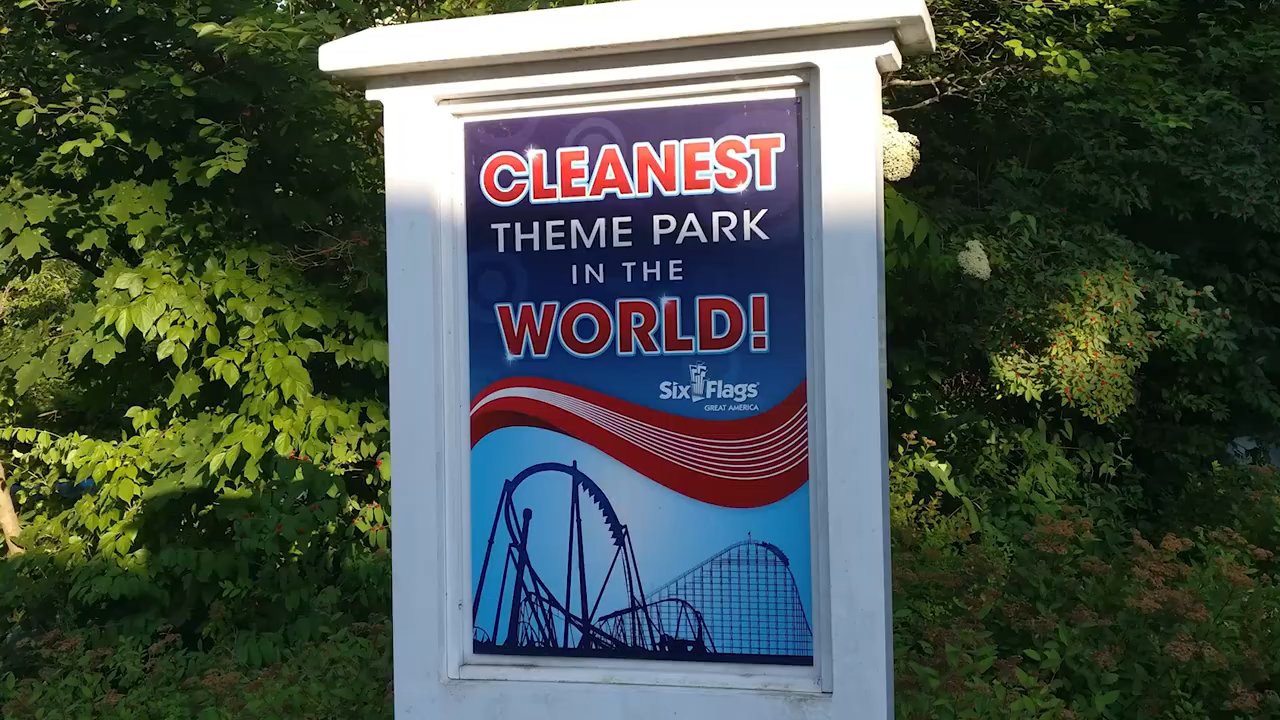 CLEANEST
THEME PARK
IN THE
WORLD!
Six Flags
GREAT AMERICA